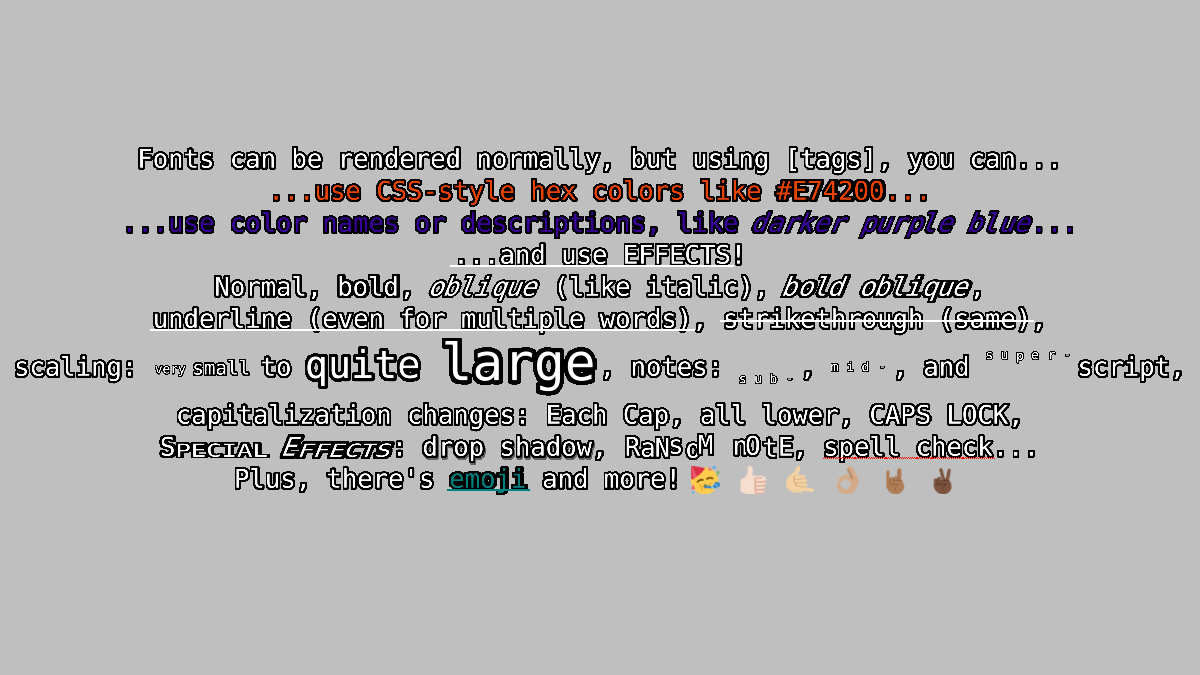 Fonts can be rendered normally, but using [tags], you can...
...use CSS-style hex colors like #E74200...
...use color names or descriptions, like darker purple blue...
...and use EFFECTS!
Normal, bold, oblique (like italic), bold oblique,
underline (even for multiple words), strikethrough (same),
scaling: very small to quite large, notes: sub-, mid-, and super-script,
capitalization changes: Each Cap, all lower, CAPS LOCK,
Special Effects: drop shadow, RaNsoM nOtE, spell check...
Plus, there's emoji and more! 🥳 👍🏻 🤙🏼 👌🏽 🤘🏾 ✌🏿